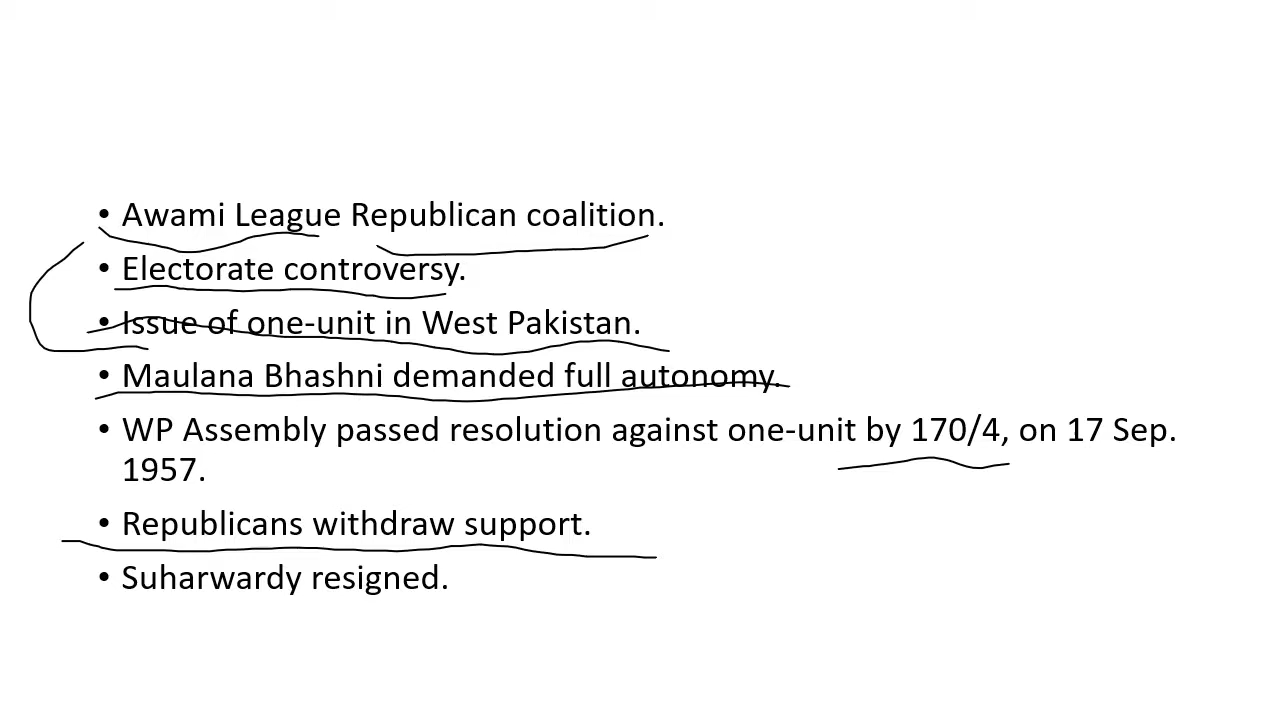 • Awami League Republican coalition.
• Electorate controversy.
• Issue of one-unit in West Pakistan.
• Maulana Bhashni demanded full autonomy.
• WP Assembly passed resolution against one-unit by 170/4, on 17 Sep.
1957.
• Republicans withdraw support.
• Suharwardy resigned.